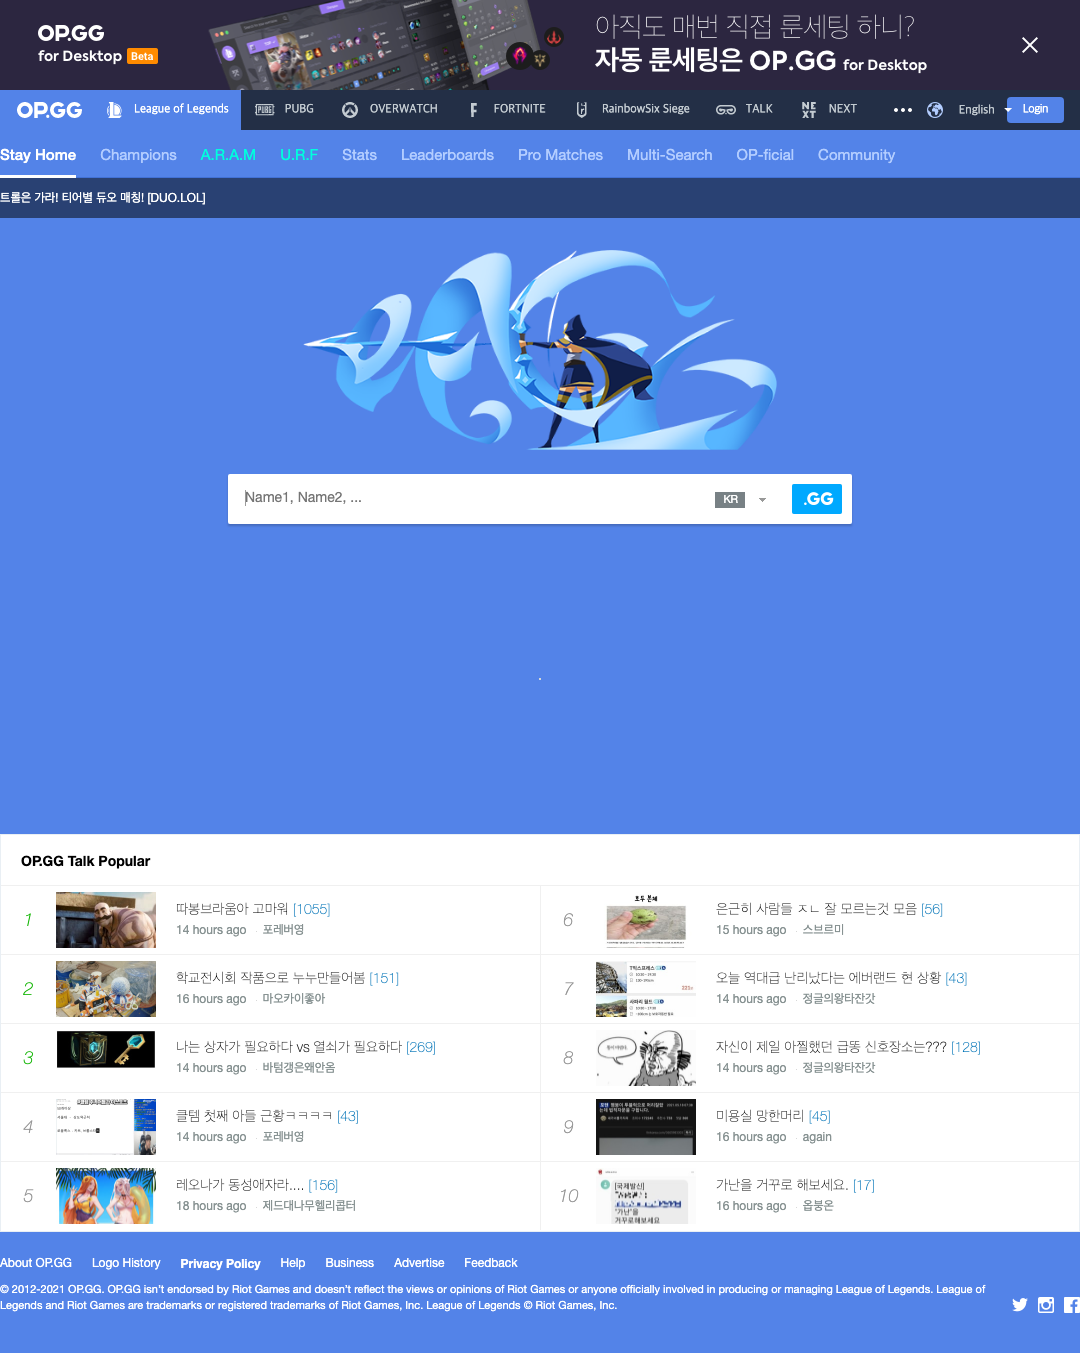 OP.GG
for Desktop Beta
아직도 매번 직접 룬세팅 하니?
자동 룬세팅은 OP.GG for Desktop
OP.GG League of Legends PUBG OVERWATCH FORTNITE RainbowSix Siege TALK NEXT English Login
Stay Home Champions A.R.A.M U.R.F Stats Leaderboards Pro Matches Multi-Search OP-ficial Community
트롤은 가라! 티어별 듀오 매칭! [DUO.LOL]
Name1, Name2, ... KR .GG
OP.GG Talk Popular
1
따봉브라움아 고마워 [1055]
14 hours ago · 포레버영
2
학교전시회 작품으로 누누만들어봄 [151]
16 hours ago · 마오카이좋아
3
나는 상자가 필요하다 vs 열쇠가 필요하다 [269]
14 hours ago · 바텀갱은왜안옴
4
클템 첫째 아들 근황ㅋㅋㅋㅋ [43]
14 hours ago · 포레버영
5
레오나가 동성애자라.... [156]
18 hours ago · 제드대나무헬리콥터
6
은근히 사람들 ㅈㄴ 잘 모르는것 모음 [56]
15 hours ago · 스브르미
7
오늘 역대급 난리났다는 에버랜드 현 상황 [43]
14 hours ago · 정글의왕타잔갓
8
자신이 제일 아찔했던 급똥 신호장소는??? [128]
14 hours ago · 정글의왕타잔갓
9
미용실 망한머리 [45]
16 hours ago · again
10
[국제발신]
"가난"을
거꾸로해보세요
가난을 거꾸로 해보세요. [17]
16 hours ago · 읍붕온
About OP.GG Logo History Privacy Policy Help Business Advertise Feedback
© 2012-2021 OP.GG. OP.GG isn't endorsed by Riot Games and doesn't reflect the views or opinions of Riot Games or anyone officially involved in producing or managing League of Legends. League of
Legends and Riot Games are trademarks or registered trademarks of Riot Games, Inc. League of Legends © Riot Games, Inc.